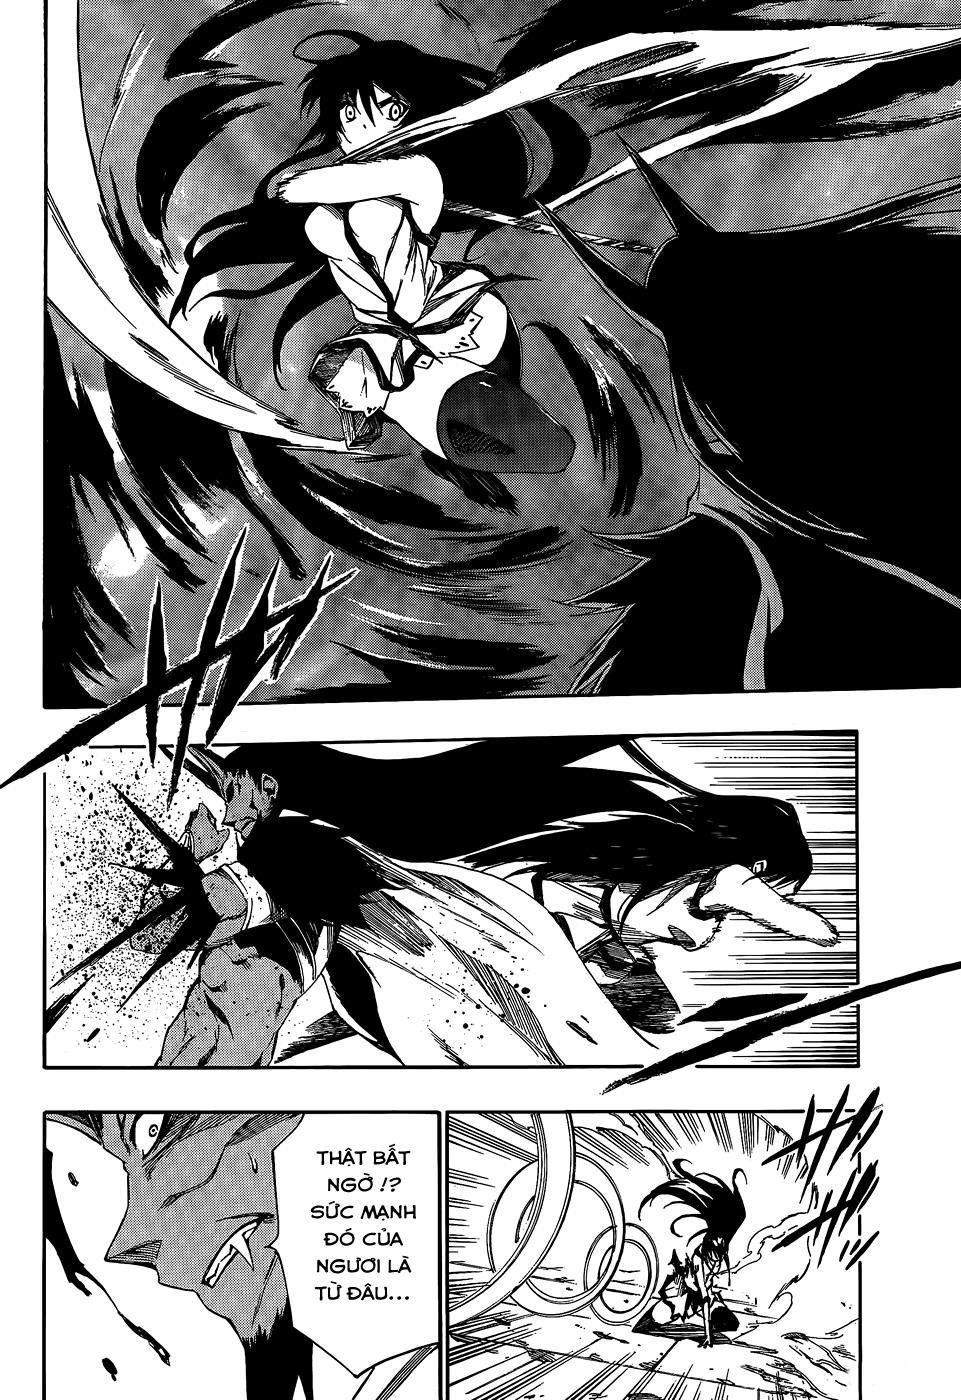 THẬT BẤT
NGỜ !?
SỨC MẠNH
ĐÓ CỦA
NGƯƠI LÀ
TỪ ĐÂU...